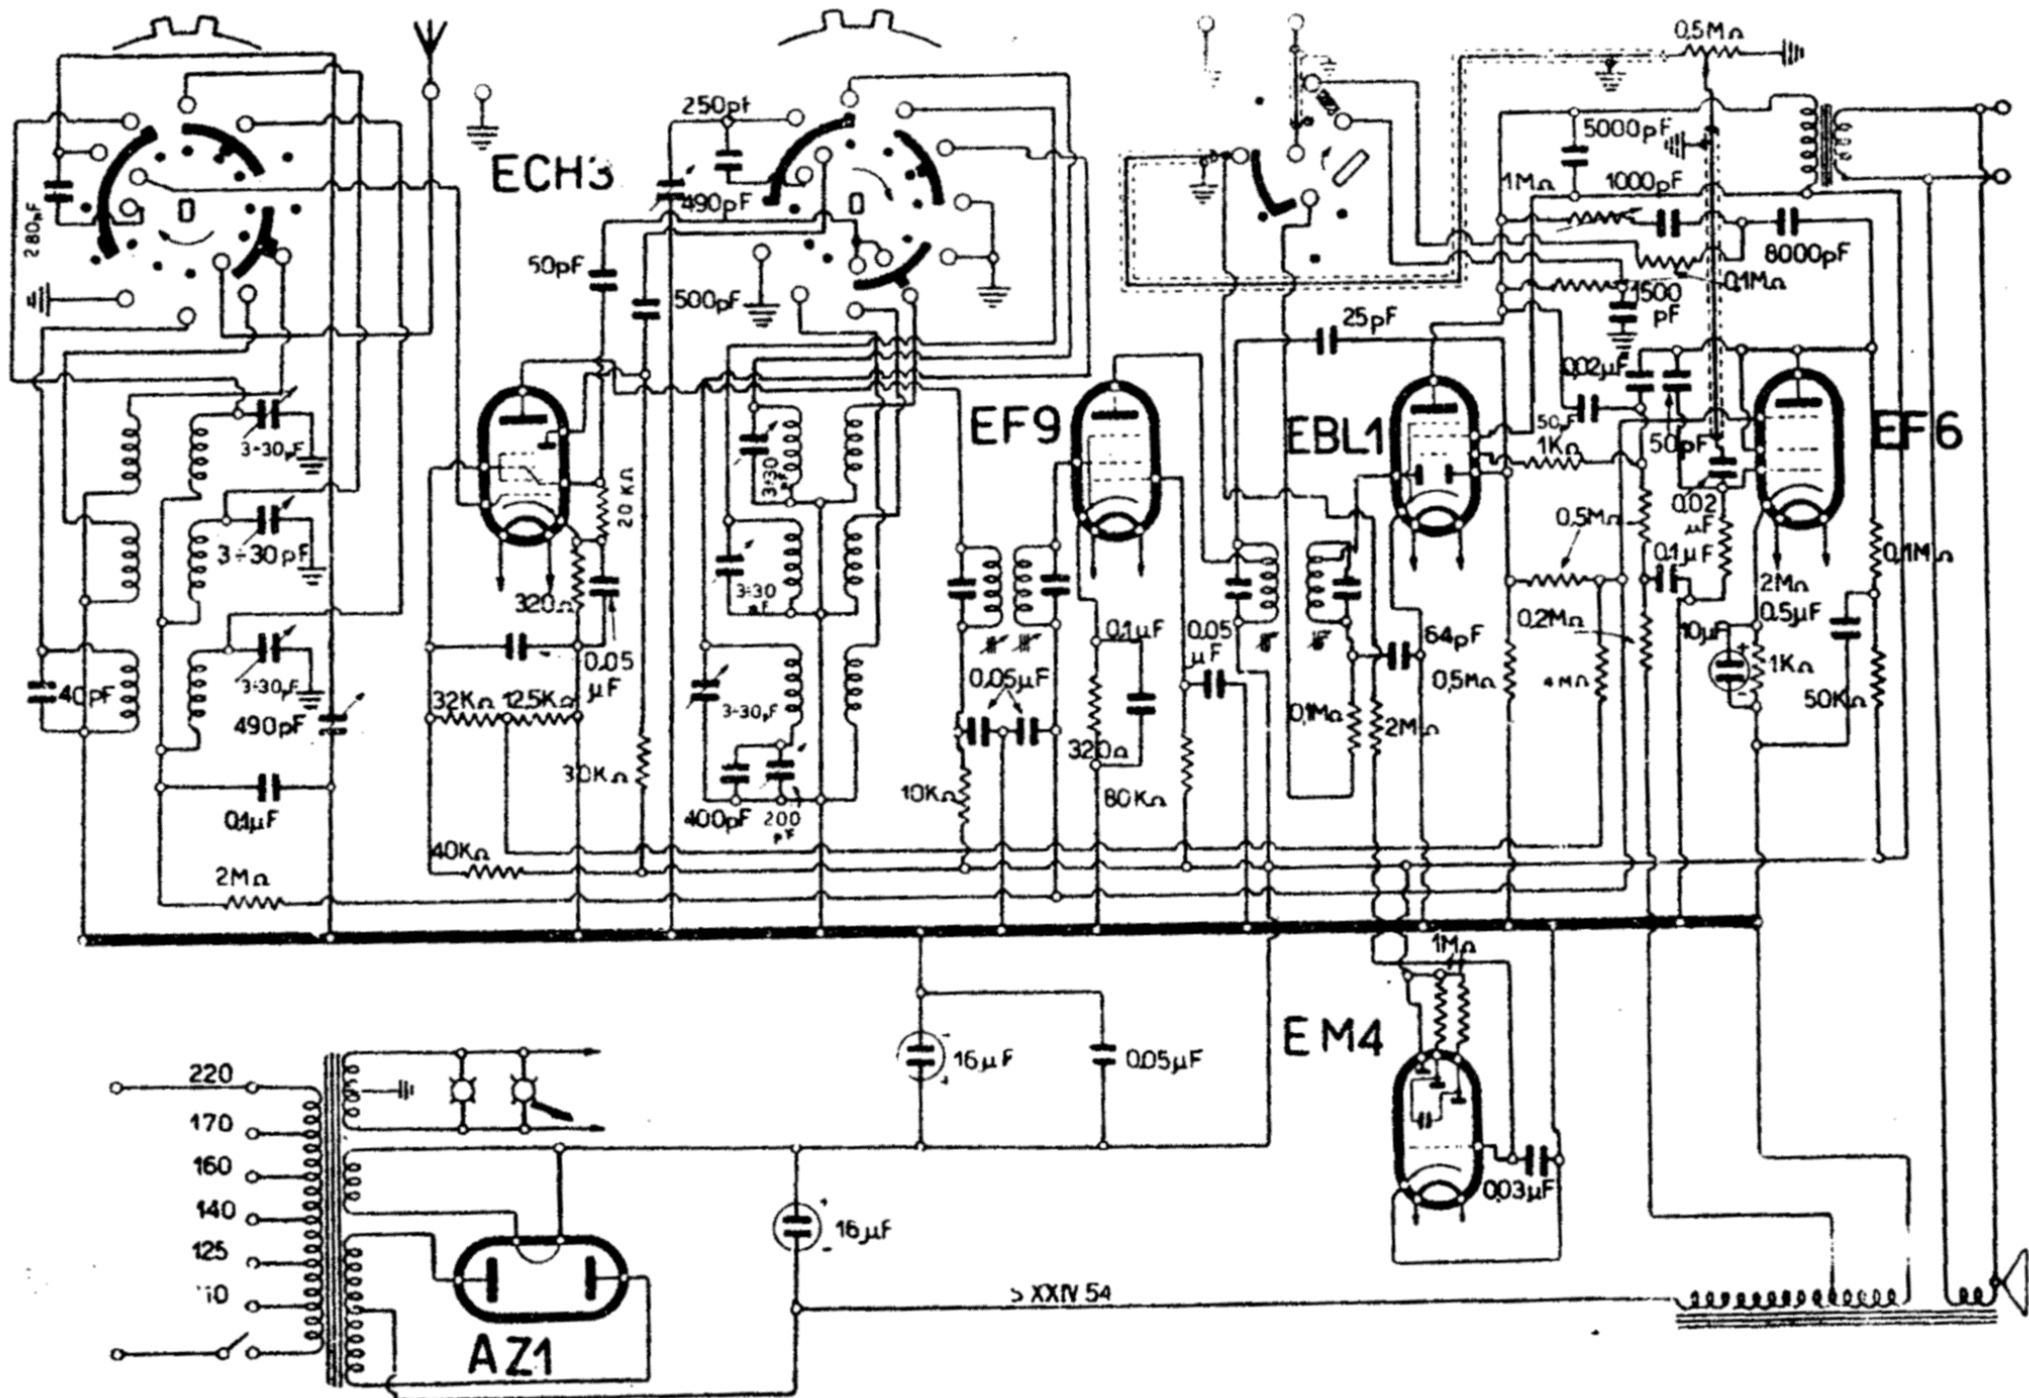 0.5MΩ
250pF
5000pF
ECH3
1MΩ
1000pF
490pF
280pF
8000pF
50pF
0.1MΩ
500pF
1500
pF
25pF
0.02µF
EF9
EBL1
50pF
EF6
3÷30pF
3÷30
pF
1KΩ
50pF
20KΩ
0.02
µF
0.5MΩ
0.1µF
0.1MΩ
3÷30pF
3÷30
pF
320Ω
2MΩ
0.5µF
0.2MΩ
10µF
0.1µF
0.05
µF
64pF
0.05
µF
3÷30pF
40pF
32KΩ
12.5KΩ
0.05µF
0.5MΩ
4MΩ
1KΩ
50KΩ
490pF
3÷30pF
0.1MΩ
2MΩ
320Ω
30KΩ
10KΩ
80KΩ
0.1µF
400pF
200
pF
40KΩ
2MΩ
1MΩ
EM4
16µF
0.05µF
220
170
160
140
125
0.03µF
16µF
XXIV 54
AZ1